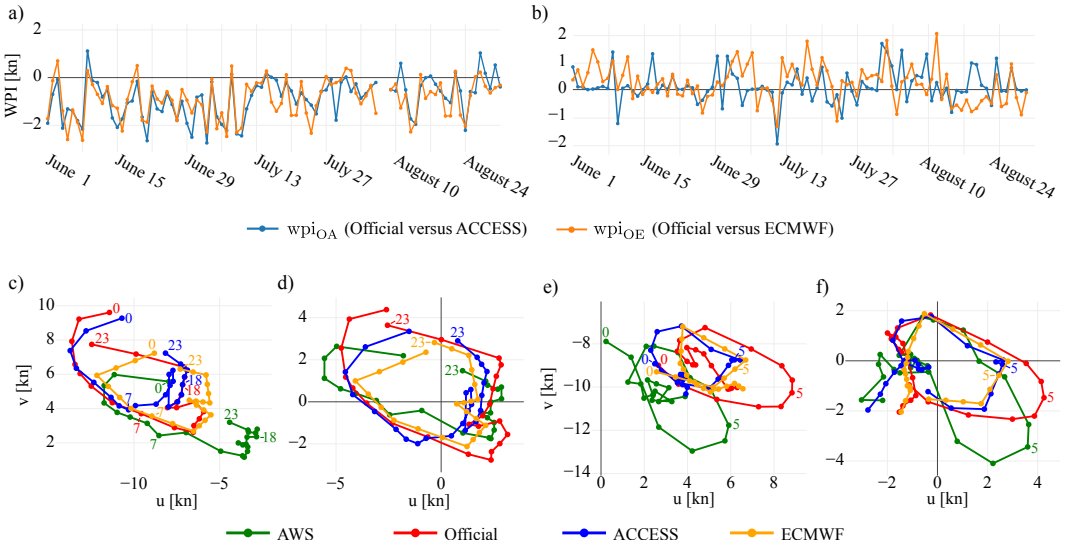 a)
b)
WPI [kn]
2
0
−2
2
1
0
−1
−2
June 1
June 15
June 29
July 13
July 27
August 10
August 24
June 1
June 15
June 29
July 13
July 27
August 10
August 24
wpi_OA (Official versus ACCESS)
wpi_OE (Official versus ECMWF)
c)
d)
e)
f)
v [kn]
10
8
6
4
2
−10
−5
u [kn]
0
0
23
0
23
23
0
-18
18
7
7
7
23
-18
4
2
0
−2
−5
0
u [kn]
23
23
23
23
v [kn]
−8
−10
−12
−14
0
2
4
6
8
u [kn]
0
0
0
0
-5
-5
5
5
2
0
−2
−4
−2
0
2
4
u [kn]
-5
5-
5
5
AWS
Official
ACCESS
ECMWF